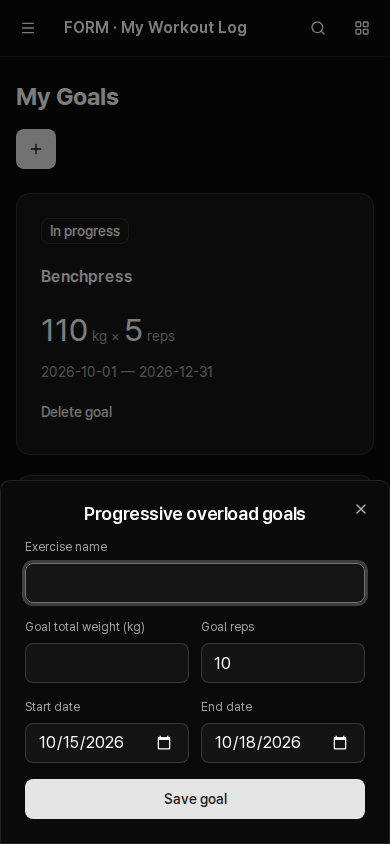 FORM · My Workout Log
My Goals
In progress
Benchpress
110 kg × 5 reps
2026-10-01 — 2026-12-31
Delete goal
Progressive overload goals
Exercise name
Goal total weight (kg)
Goal reps
10
Start date
End date
10/15/2026
10/18/2026
Save goal